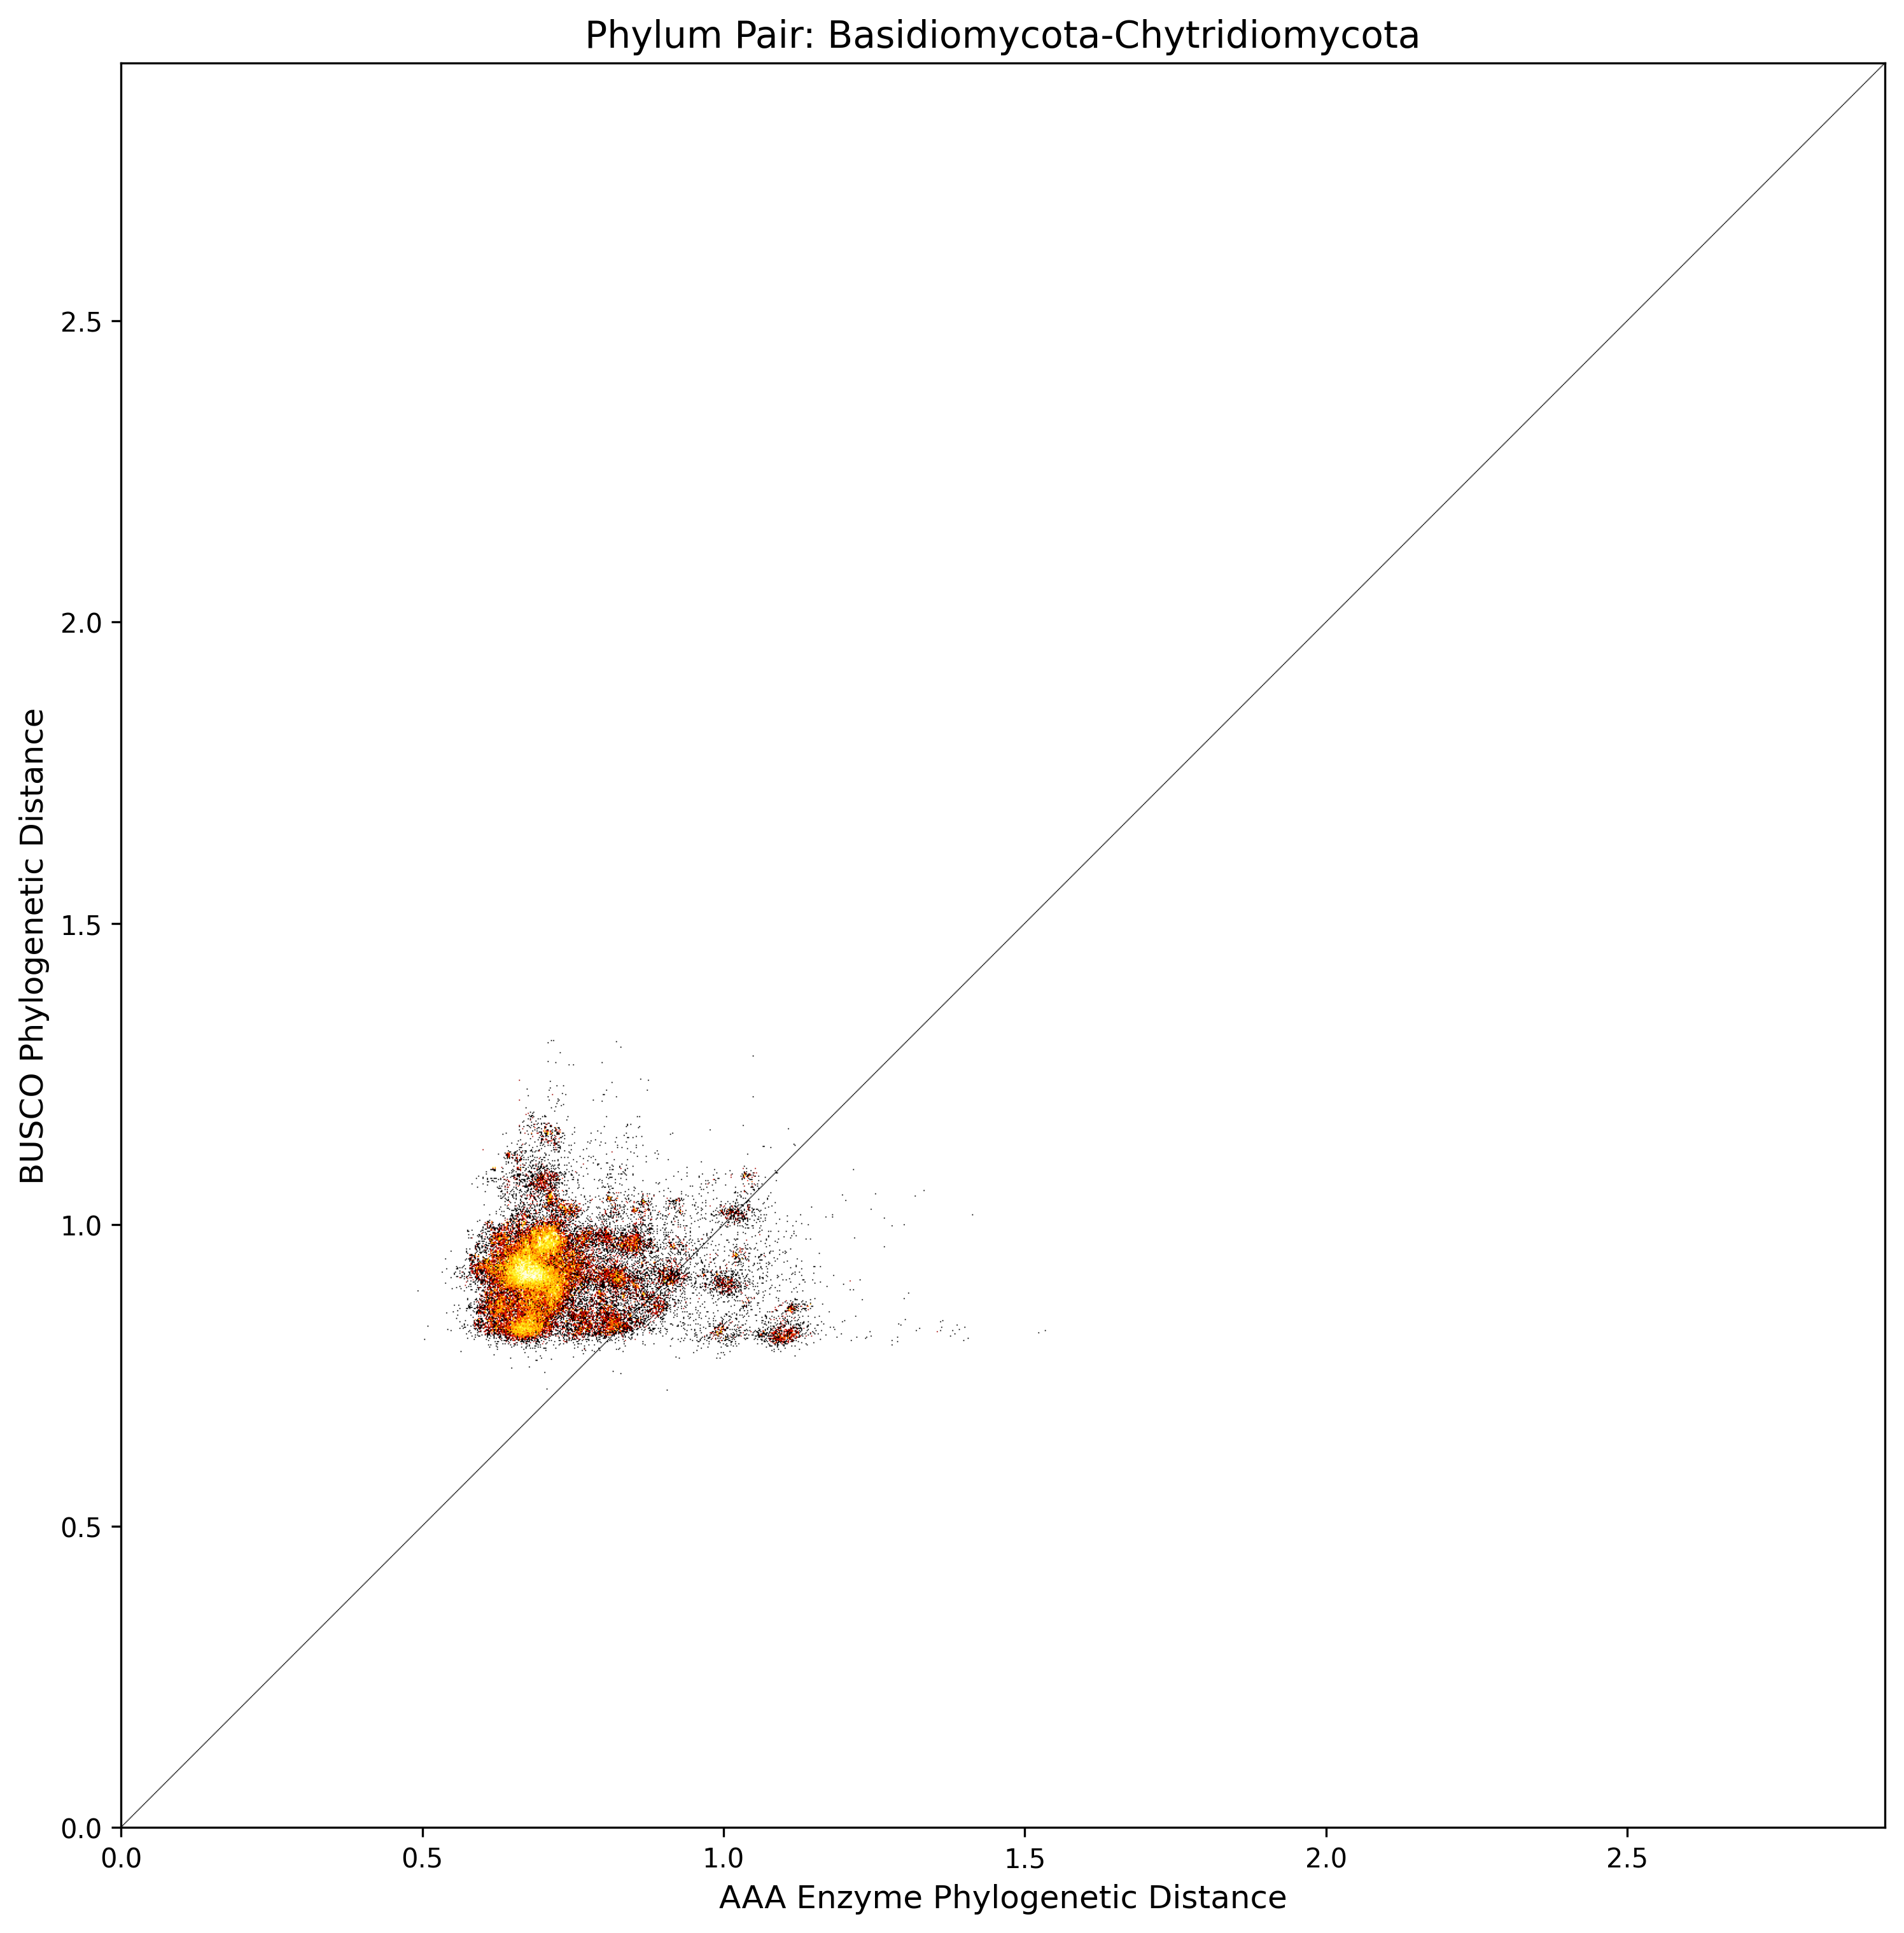 Phylum Pair: Basidiomycota-Chytridiomycota
BUSCO Phylogenetic Distance
2.5
2.0
1.5
1.0
0.5
0.0
0.0 0.5 1.0 1.5 2.0 2.5
AAA Enzyme Phylogenetic Distance